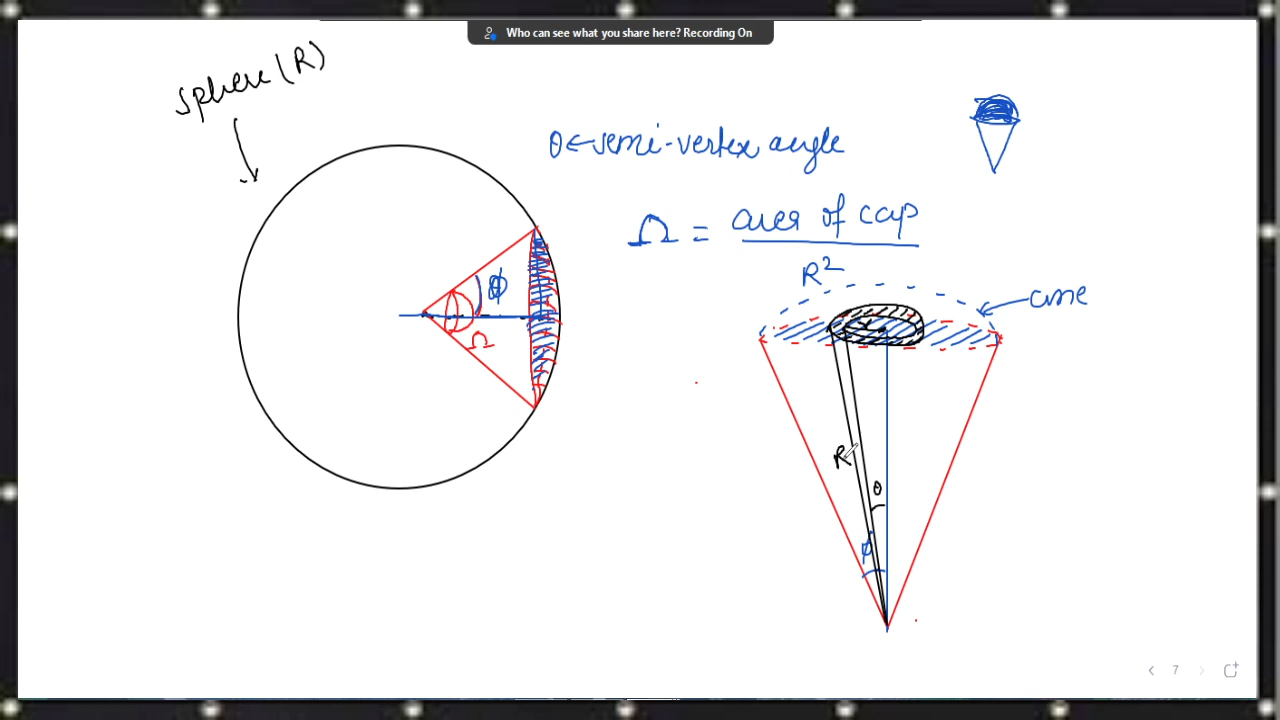 Who can see what you share here? Recording On
sphere (R)
θ ← semi-vertex angle
Ω = area of cap
R²
cone
ϕ
Ω
r
R
θ
ϕ
7